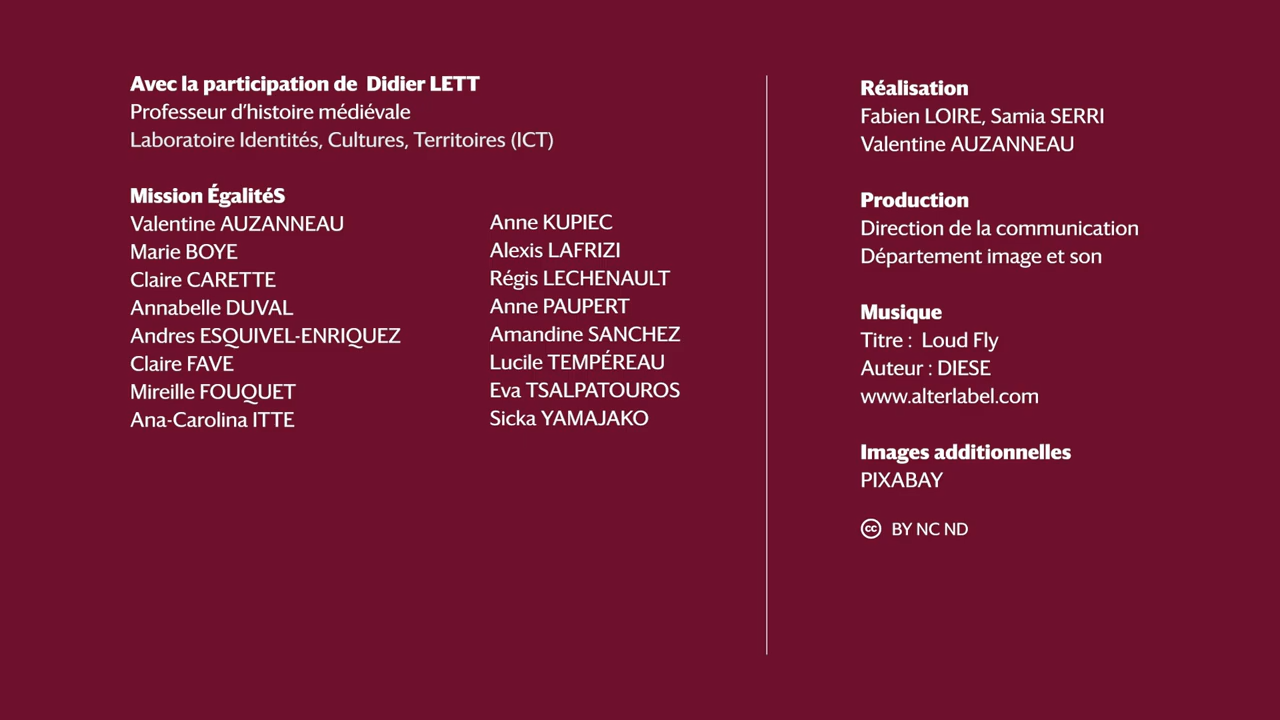 Avec la participation de Didier LETT
Professeur d'histoire médiévale
Laboratoire Identités, Cultures, Territoires (ICT)
Mission ÉgalitéS
Valentine AUZANNEAU
Marie BOYE
Claire CARETTE
Annabelle DUVAL
Andres ESQUIVEL-ENRIQUEZ
Claire FAVE
Mireille FOUQUET
Ana-Carolina ITTE
Anne KUPIEC
Alexis LAFRIZI
Régis LECHENAULT
Anne PAUPERT
Amandine SANCHEZ
Lucile TEMPÉREAU
Eva TSALPATOUROS
Sicka YAMAJAKO
Réalisation
Fabien LOIRE, Samia SERRI
Valentine AUZANNEAU
Production
Direction de la communication
Département image et son
Musique
Titre : Loud Fly
Auteur : DIESE
www.alterlabel.com
Images additionnelles
PIXABAY
cc BY NC ND